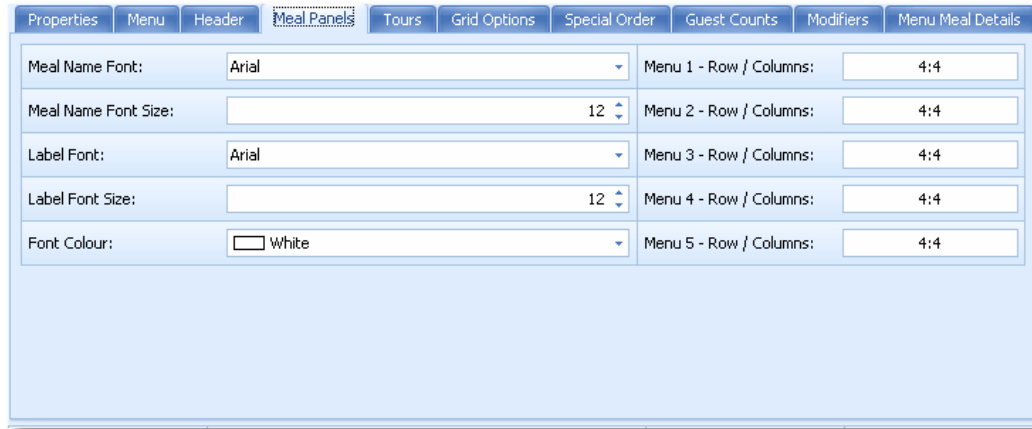 Properties Menu Header Meal Panels Tours Grid Options Special Order Guest Counts Modifiers Menu Meal Details
Meal Name Font: Arial Menu 1 - Row / Columns: 4:4
Meal Name Font Size: 12 Menu 2 - Row / Columns: 4:4
Label Font: Arial Menu 3 - Row / Columns: 4:4
Label Font Size: 12 Menu 4 - Row / Columns: 4:4
Font Colour: White Menu 5 - Row / Columns: 4:4